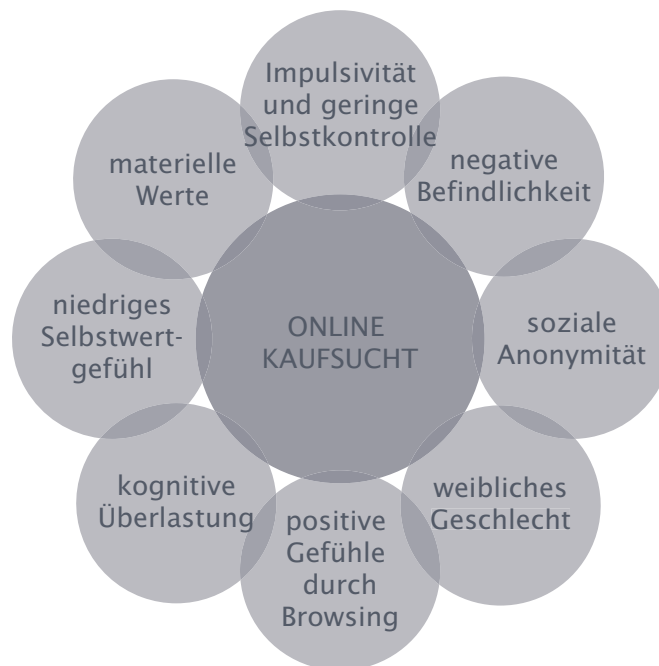 Impulsivität
und geringe
Selbstkontrolle
negative
Befindlichkeit
soziale
Anonymität
weibliches
Geschlecht
positive
Gefühle
durch
Browsing
kognitive
Überlastung
niedriges
Selbstwert-
gefühl
materielle
Werte
ONLINE
KAUFSUCHT